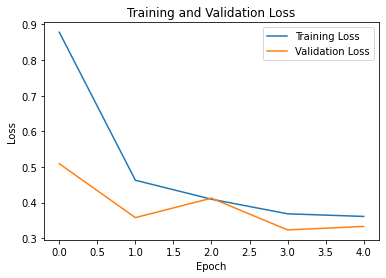 Training and Validation Loss
Training Loss
Validation Loss
Loss
0.9
0.8
0.7
0.6
0.5
0.4
0.3
0.0 0.5 1.0 1.5 2.0 2.5 3.0 3.5 4.0
Epoch